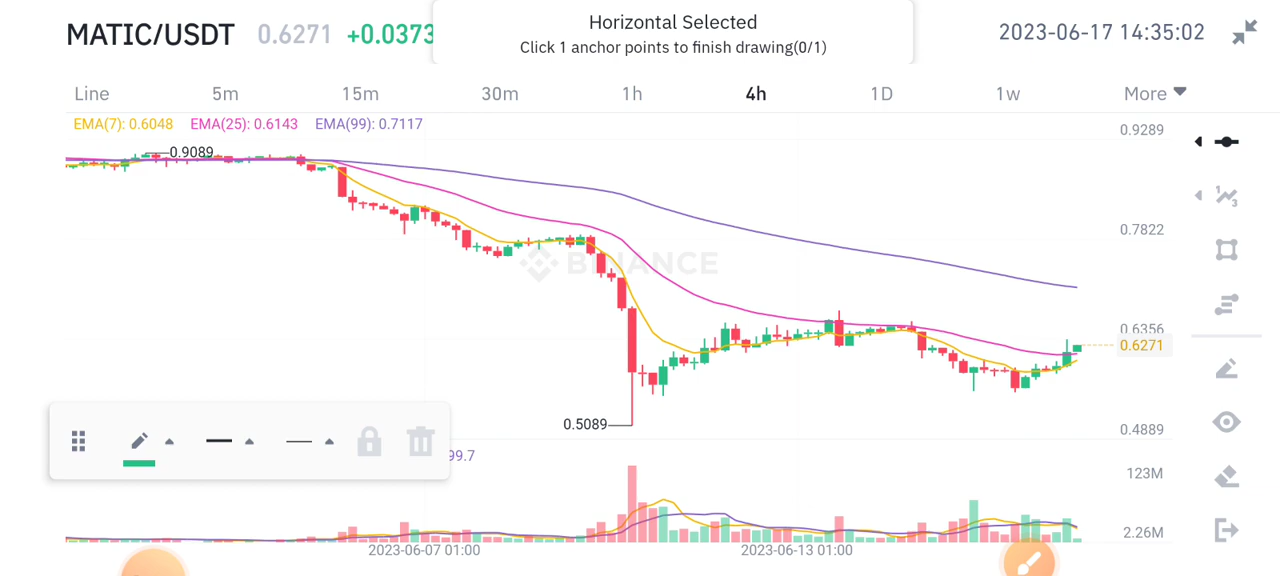 MATIC/USDT 0.6271 +0.0373
Horizontal Selected
Click 1 anchor points to finish drawing(0/1)
2023-06-17 14:35:02
Line 5m 15m 30m 1h 4h 1D 1w More
EMA(7): 0.6048 EMA(25): 0.6143 EMA(99): 0.7117
0.9289
0.9089
0.7822
BINANCE
0.6356
0.6271
0.5089
0.4889
99.7
123M
2.26M
2023-06-07 01:00 2023-06-13 01:00